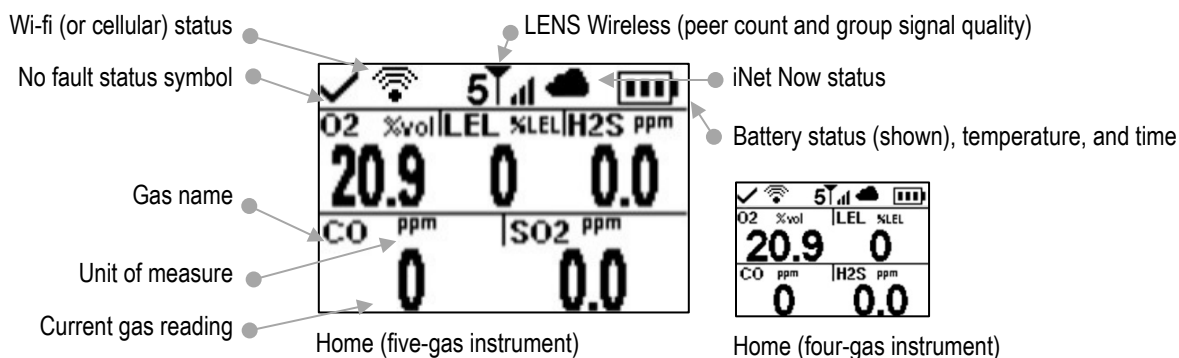 Wi-fi (or cellular) status
LENS Wireless (peer count and group signal quality)
No fault status symbol
iNet Now status
Battery status (shown), temperature, and time
5
O2 %vol LEL %LEL H2S ppm
20.9 0 0.0
CO ppm SO2 ppm
0 0.0
Gas name
Unit of measure
Current gas reading
Home (five-gas instrument)
5
O2 %vol LEL %LEL
20.9 0
CO ppm H2S ppm
0 0.0
Home (four-gas instrument)